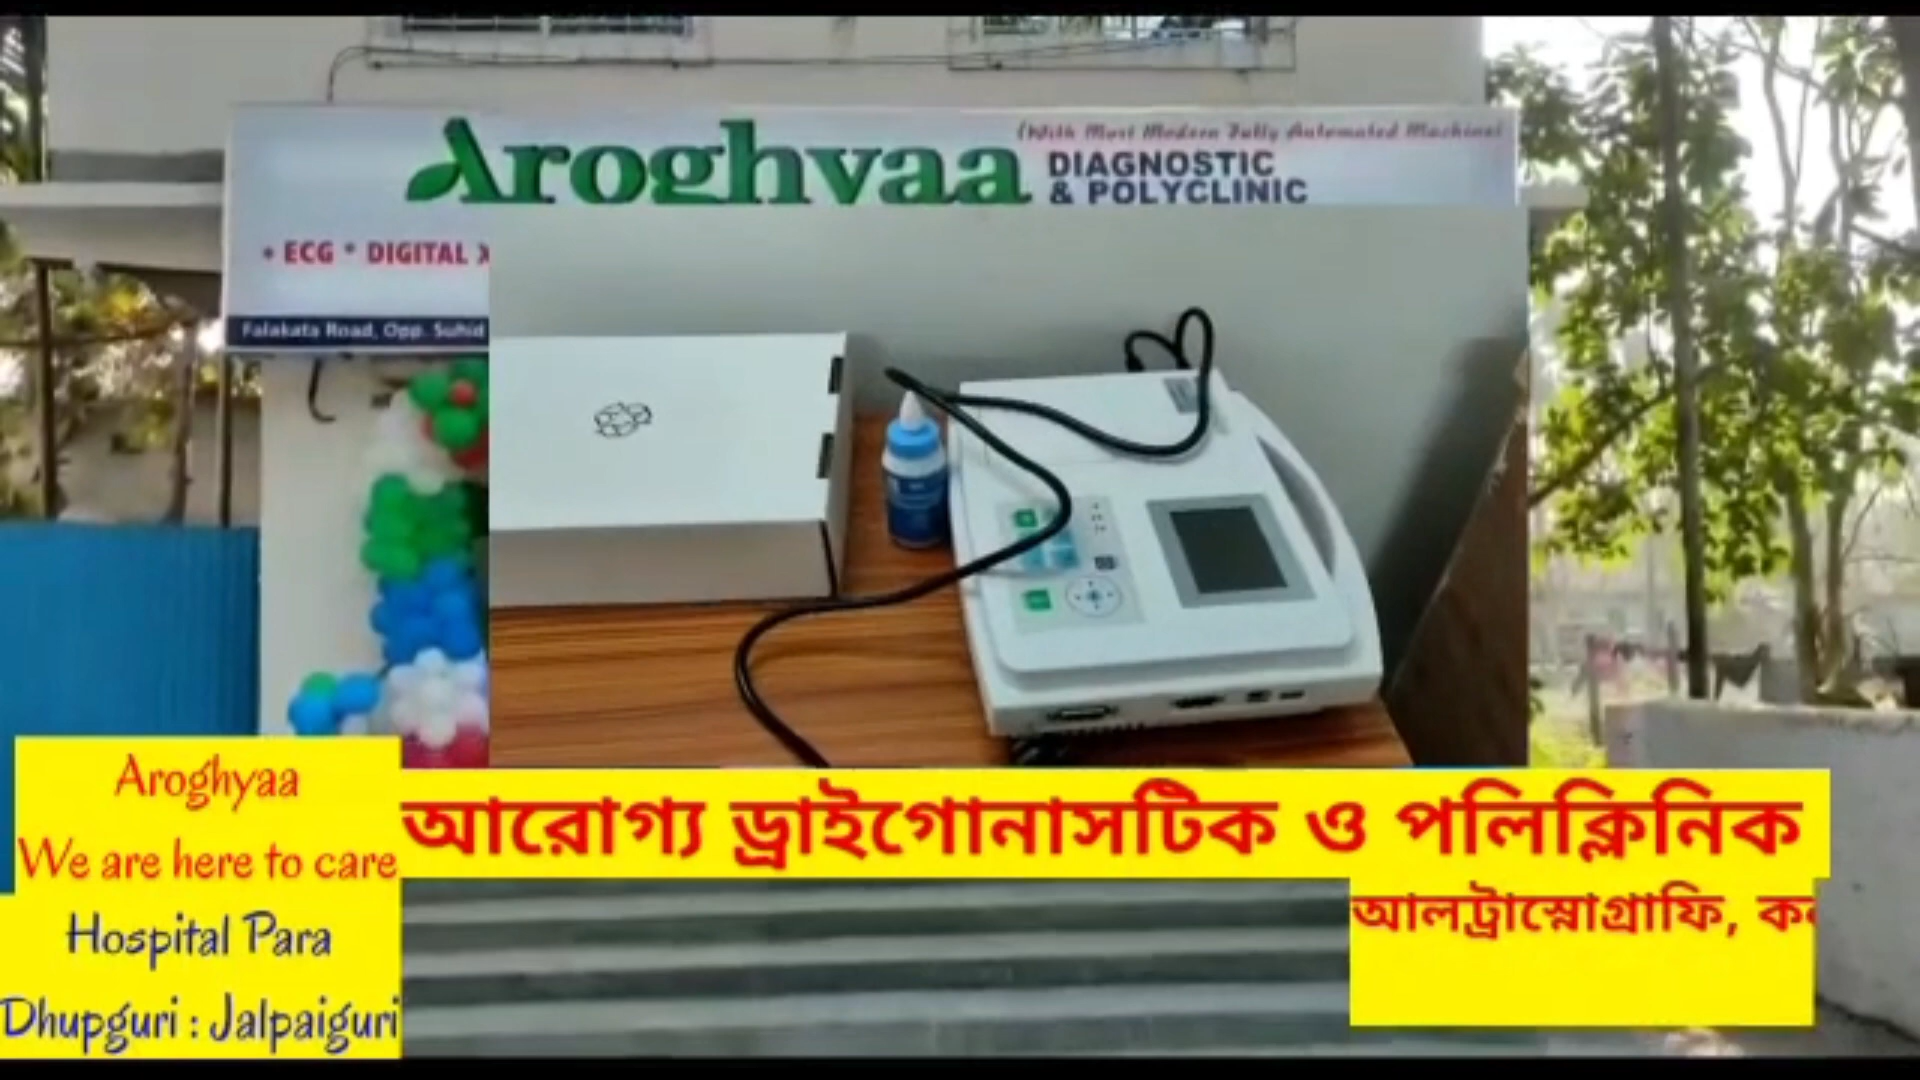 (With Most Modern Fully Automated Machine)
Aroghyaa
DIAGNOSTIC
& POLYCLINIC
• ECG * DIGITAL X
Falakata Road, Opp. Suhid
Aroghyaa
We are here to care
Hospital Para
Dhupguri : Jalpaiguri
আরোগ্য ড্রাইগোনাসটিক ও পলিক্লিনিক
আলট্রাস্নোগ্রাফি,